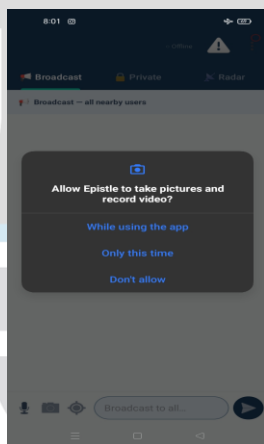 8:01
Offline
Broadcast Private Radar
Broadcast — all nearby users
Allow Epistle to take pictures and
record video?
While using the app
Only this time
Don't allow
Broadcast to all...